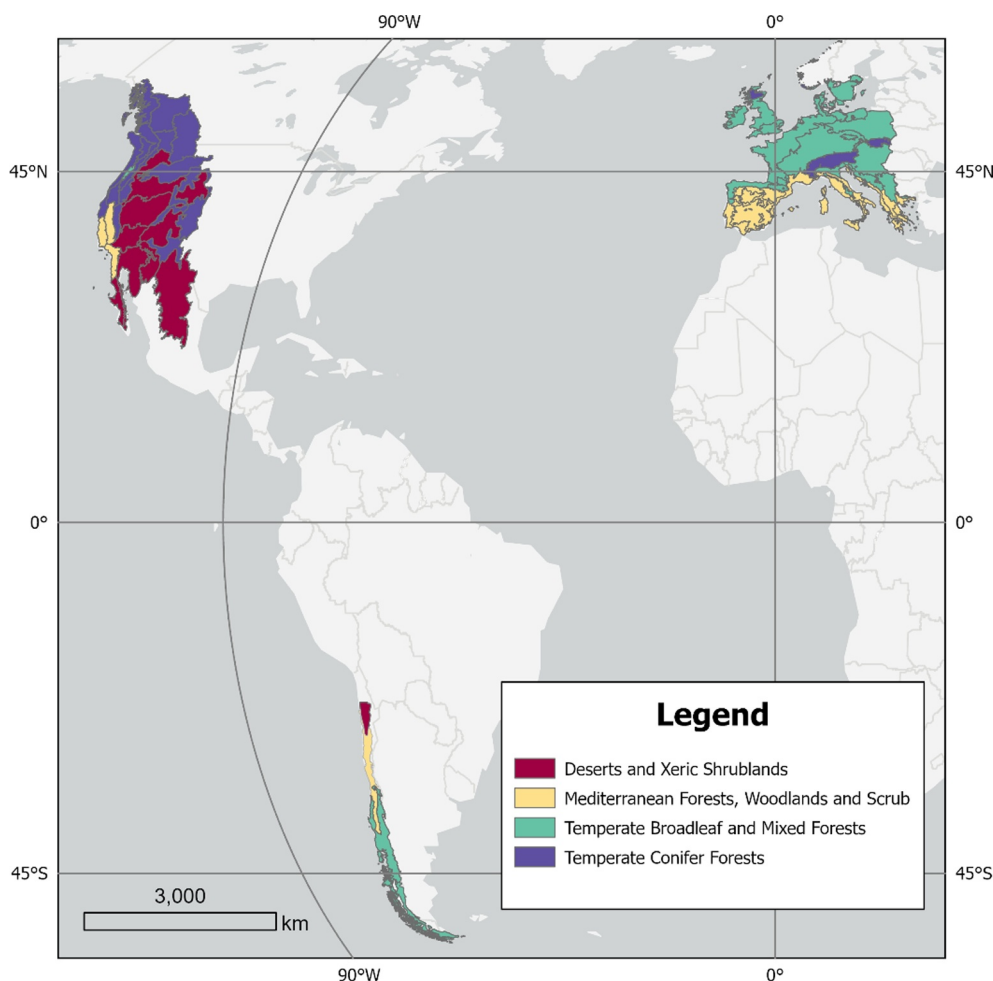 90°W 0°
45°N 45°N
0° 0°
Legend
Deserts and Xeric Shrublands
Mediterranean Forests, Woodlands and Scrub
Temperate Broadleaf and Mixed Forests
Temperate Conifer Forests
45°S 45°S
3,000
km
90°W 0°